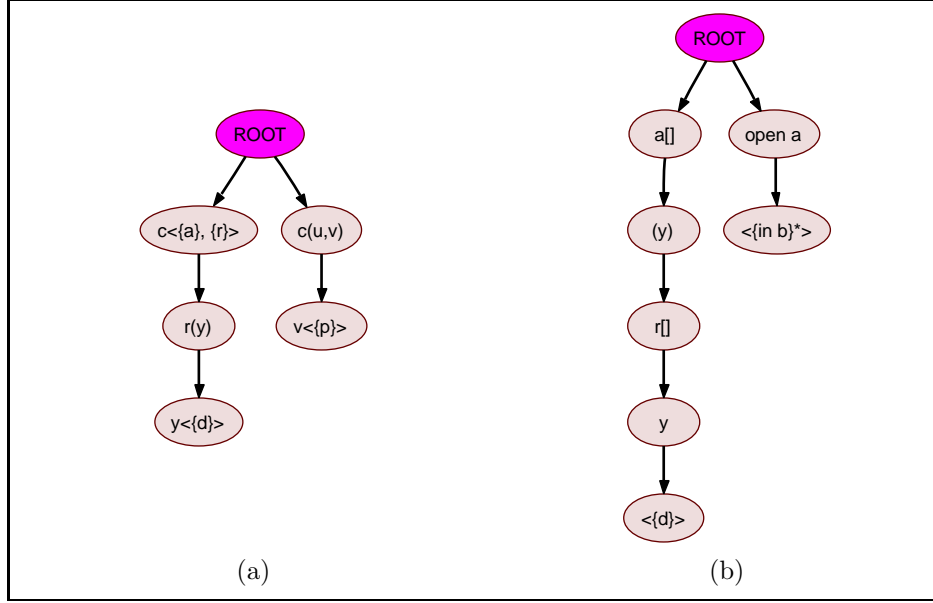 ROOT
c<{a}, {r}>
c(u,v)
r(y)
v<{p}>
y<{d}>
(a)
ROOT
a[]
open a
(y)
<{in b}*>
r[]
y
<{d}>
(b)